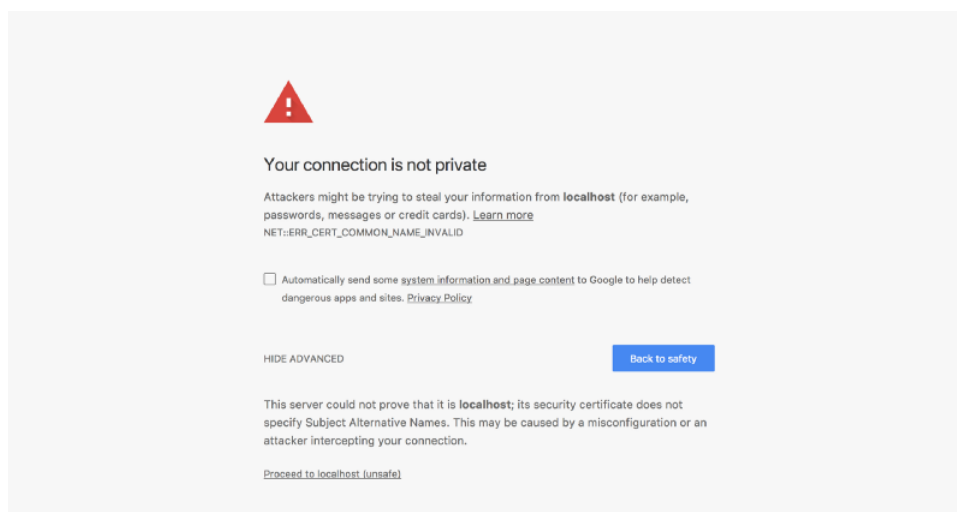 Your connection is not private
Attackers might be trying to steal your information from localhost (for example,
passwords, messages or credit cards). Learn more
NET::ERR_CERT_COMMON_NAME_INVALID
Automatically send some system information and page content to Google to help detect
dangerous apps and sites. Privacy Policy
HIDE ADVANCED
Back to safety
This server could not prove that it is localhost; its security certificate does not
specify Subject Alternative Names. This may be caused by a misconfiguration or an
attacker intercepting your connection.
Proceed to localhost (unsafe)